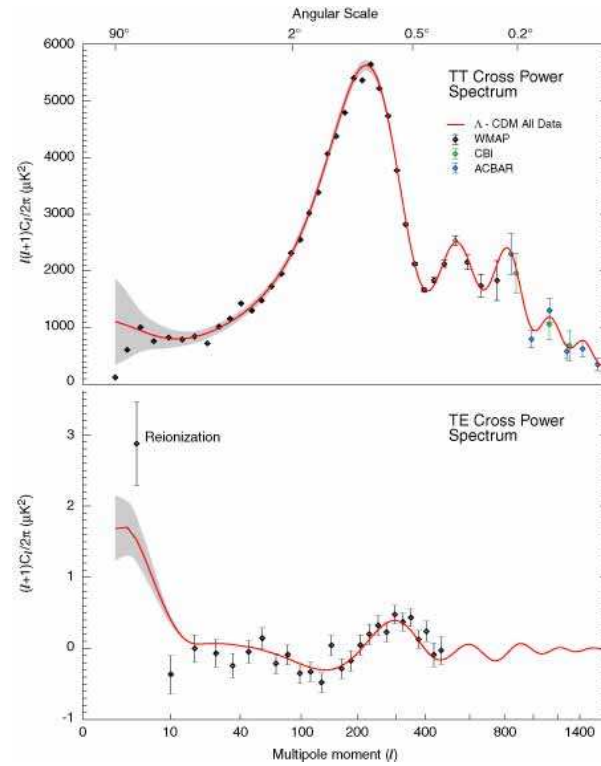 Angular Scale
90° 2° 0.5° 0.2°
6000
5000
4000
3000
2000
1000
0
l(l+1)Cl/2π (μK²)
TT Cross Power
Spectrum
Λ - CDM All Data
WMAP
CBI
ACBAR
3
2
1
0
-1
(l+1)Cl/2π (μK²)
Reionization
TE Cross Power
Spectrum
0 10 40 100 200 400 800 1400
Multipole moment (l)